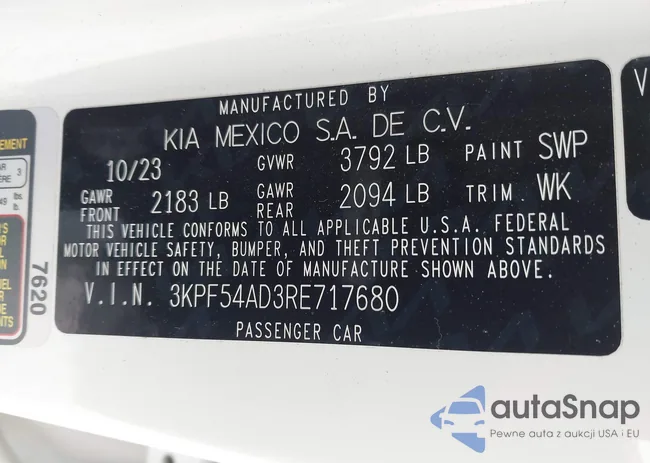 MANUFACTURED BY
KIA MEXICO S.A. DE C.V.
10/23 GVWR 3792 LB PAINT SWP
GAWR FRONT 2183 LB GAWR REAR 2094 LB TRIM WK
THIS VEHICLE CONFORMS TO ALL APPLICABLE U.S.A. FEDERAL
MOTOR VEHICLE SAFETY, BUMPER, AND THEFT PREVENTION STANDARDS
IN EFFECT ON THE DATE OF MANUFACTURE SHOWN ABOVE.
V.I.N. 3KPF54AD3RE717680
PASSENGER CAR
7620
autaSnap
Pewne auta z aukcji USA i EU